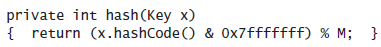 private int hash(Key x)
{  return (x.hashCode() & 0x7fffffff) % M;  }